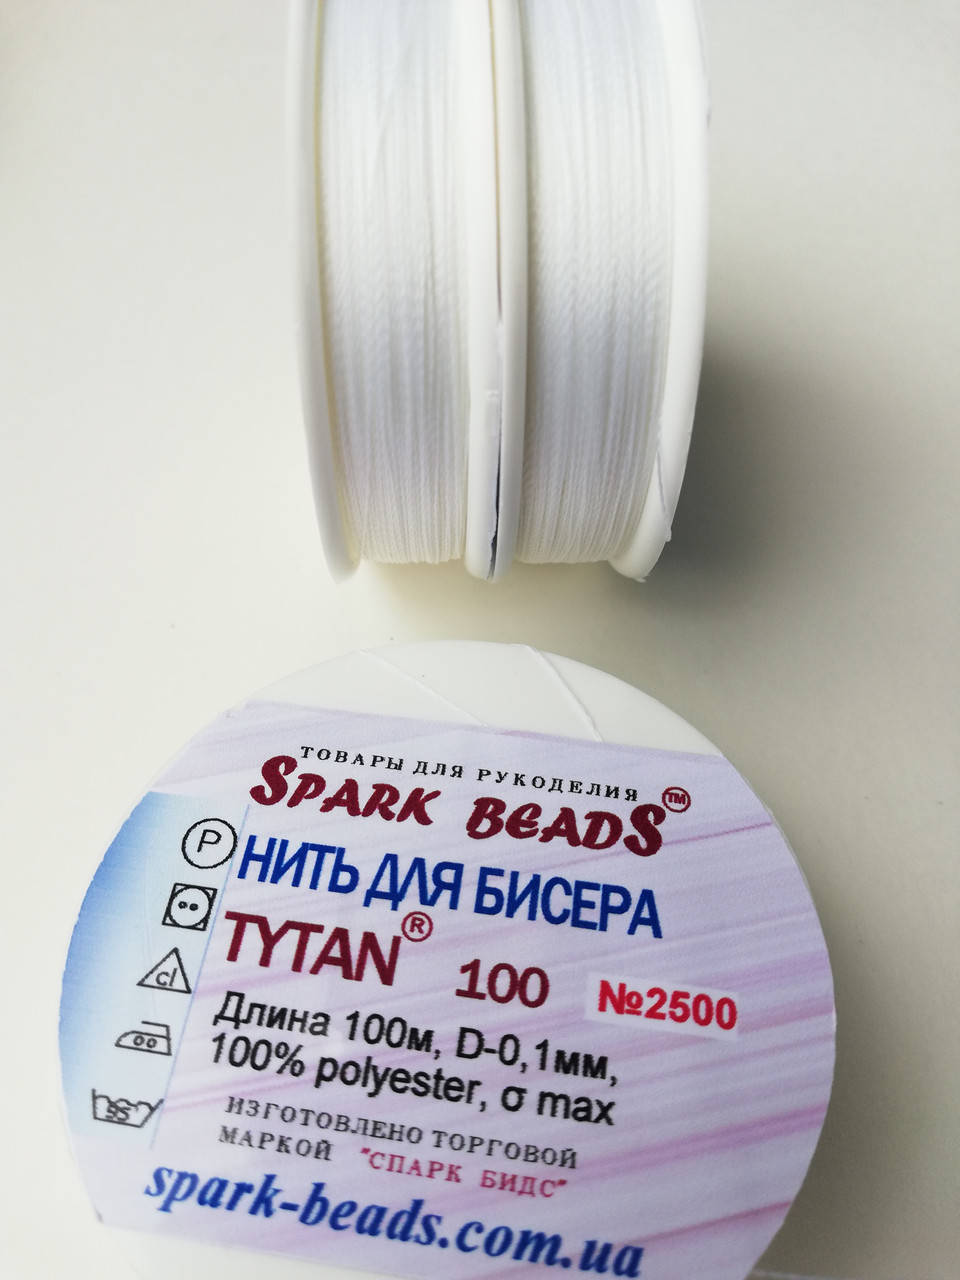 ТОВАРЫ ДЛЯ РУКОДЕЛИЯ
SPARK BEADS™
P
НИТЬ ДЛЯ БИСЕРА
TYTAN® 100 №2500
cl
Длина 100м, D-0,1мм,
100% polyester, σ max
95
ИЗГОТОВЛЕНО ТОРГОВОЙ
МАРКОЙ "СПАРК БИДС"
spark-beads.com.ua